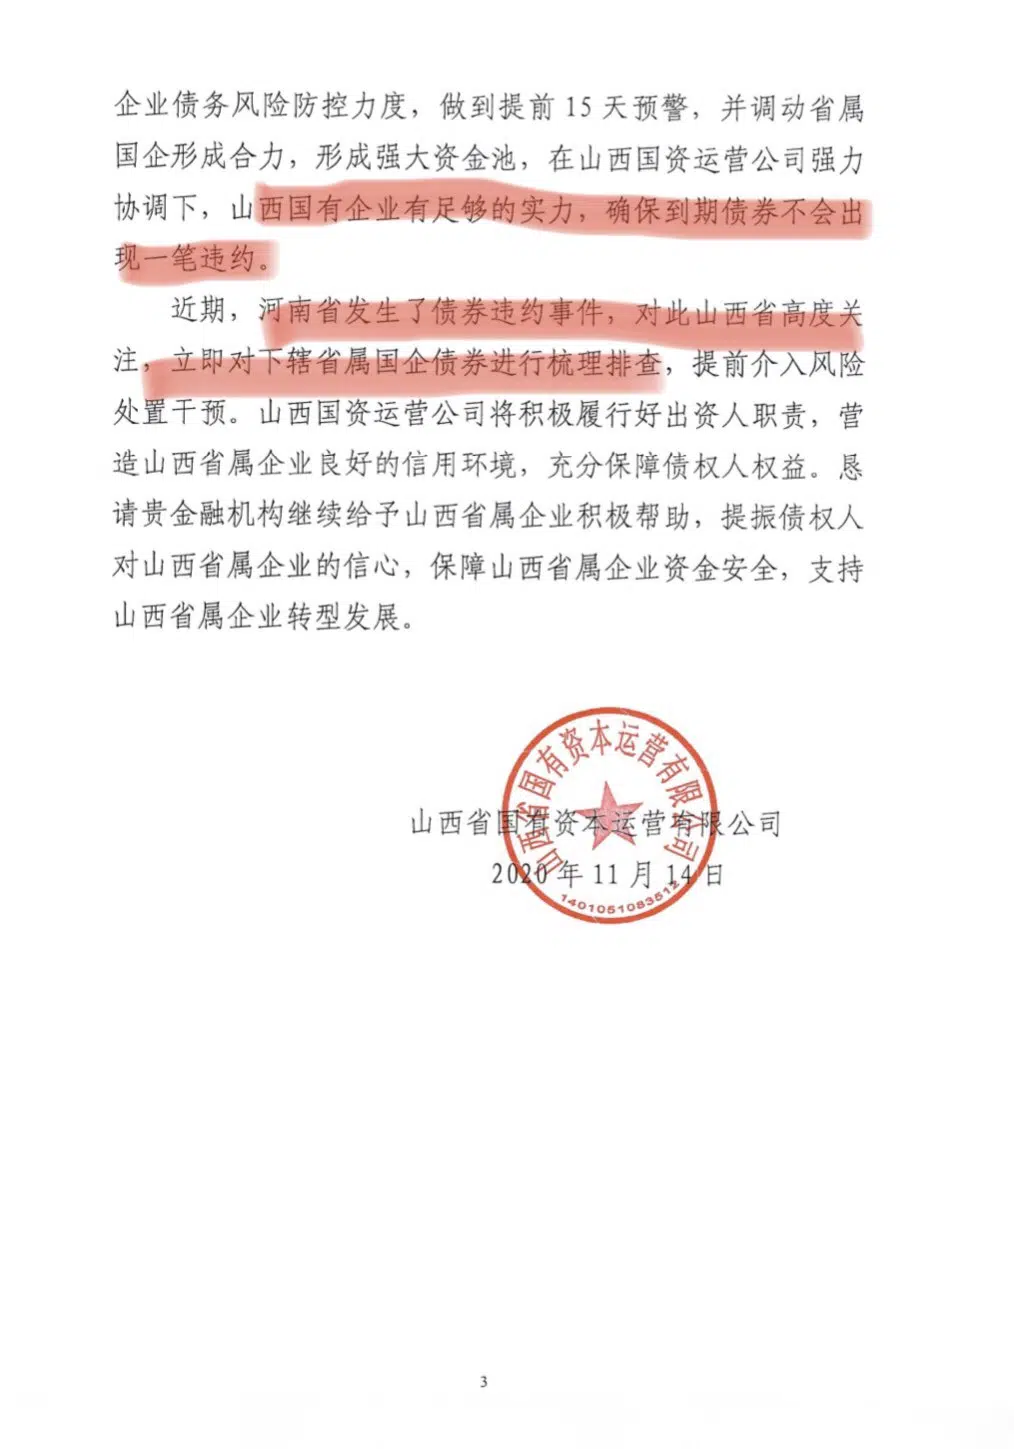 企业债务风险防控力度，做到提前 15 天预警，并调动省属
国企形成合力，形成强大资金池，在山西国资运营公司强力
协调下，山西国有企业有足够的实力，确保到期债券不会出
现一笔违约。
近期，河南省发生了债券违约事件，对此山西省高度关
注，立即对下辖省属国企债券进行梳理排查，提前介入风险
处置干预。山西国资运营公司将积极履行好出资人职责，营
造山西省属企业良好的信用环境，充分保障债权人权益。恳
请贵金融机构继续给予山西省属企业积极帮助，提振债权人
对山西省属企业的信心，保障山西省属企业资金安全，支持
山西省属企业转型发展。
山西省国有资本运营有限公司
山西省国有资本运营有限公司
2020 年 11 月 14 日
1401051083512
3